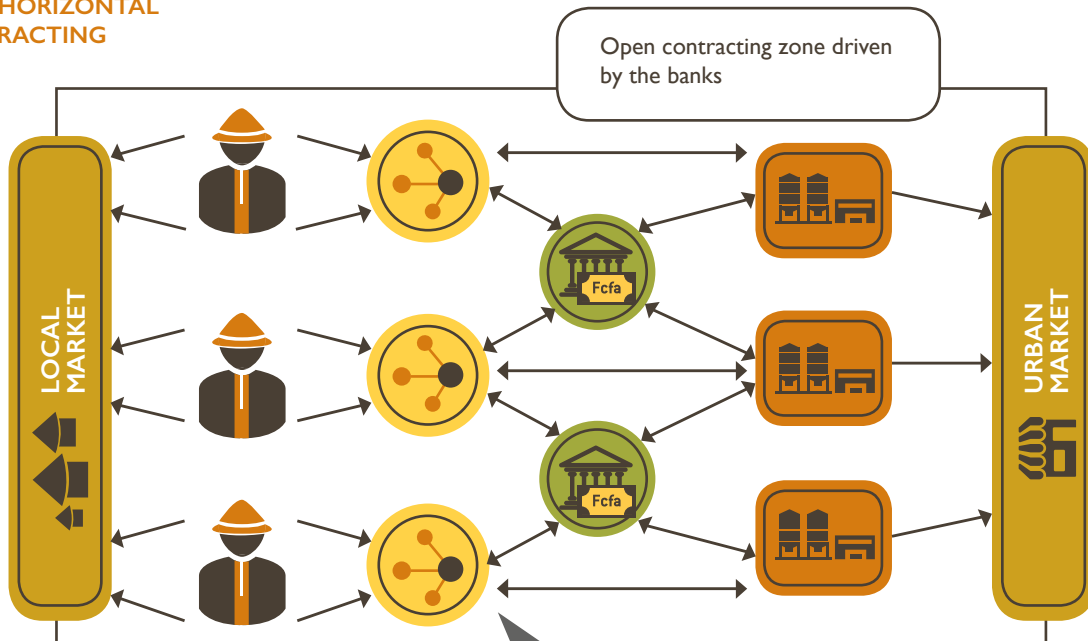 HORIZONTAL
RACTING
Open contracting zone driven
by the banks
LOCAL
MARKET
Fcfa
Fcfa
URBAN
MARKET